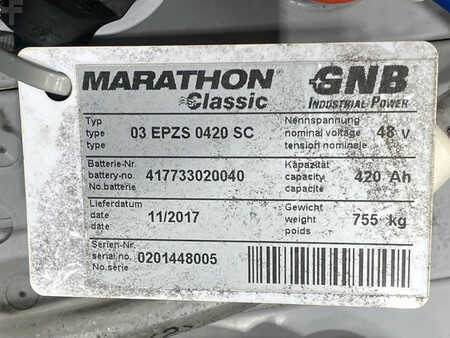 MARATHON Classic
GNB INDUSTRIAL POWER
Typ
type
type
03 EPZS 0420 SC
Nennspannung
nominal voltage
tension nominale
48 V
Batterie-Nr.
battery-no.
No.batterie
417733020040
Kapazität
capacity
capacite
420 Ah
Lieferdatum
date
date
11/2017
Gewicht
weight
poids
755 kg
Serien-Nr.
serial no.
No.série
0201448005